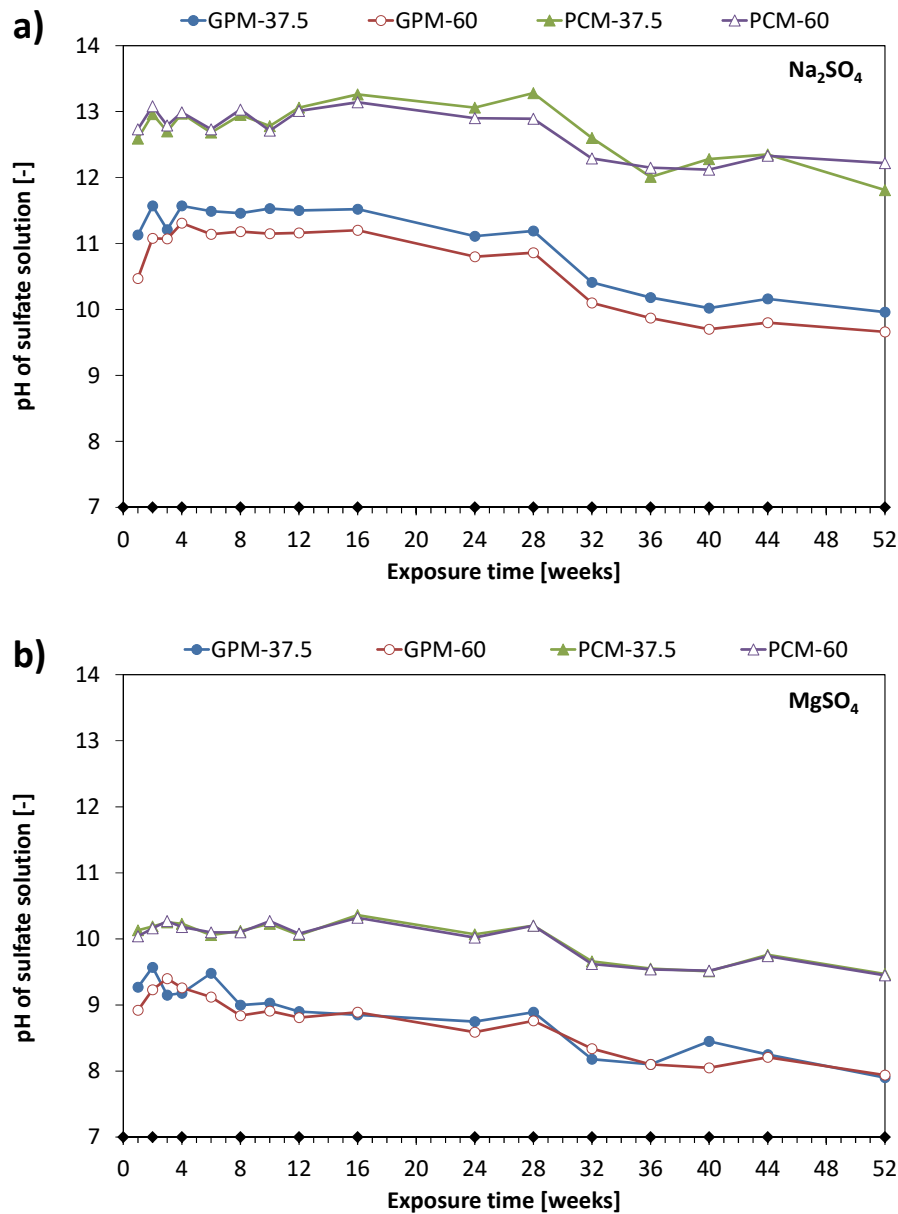 a)
GPM-37.5 GPM-60 PCM-37.5 PCM-60
Na₂SO₄
14
13
12
11
10
9
8
7
pH of sulfate solution [-]
0 4 8 12 16 20 24 28 32 36 40 44 48 52
Exposure time [weeks]
b)
GPM-37.5 GPM-60 PCM-37.5 PCM-60
MgSO₄
14
13
12
11
10
9
8
7
pH of sulfate solution [-]
0 4 8 12 16 20 24 28 32 36 40 44 48 52
Exposure time [weeks]